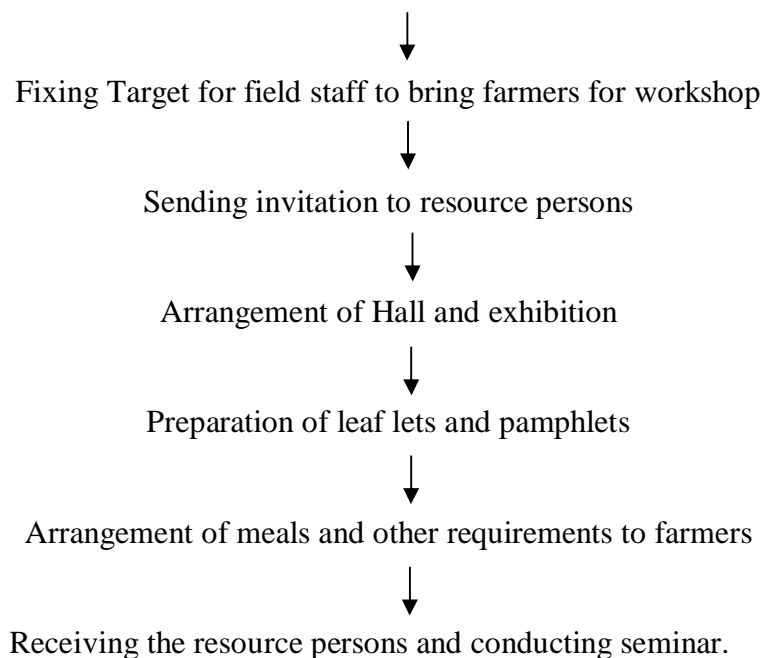 Fixing Target for field staff to bring farmers for workshop
Sending invitation to resource persons
Arrangement of Hall and exhibition
Preparation of leaf lets and pamphlets
Arrangement of meals and other requirements to farmers
Receiving the resource persons and conducting seminar.